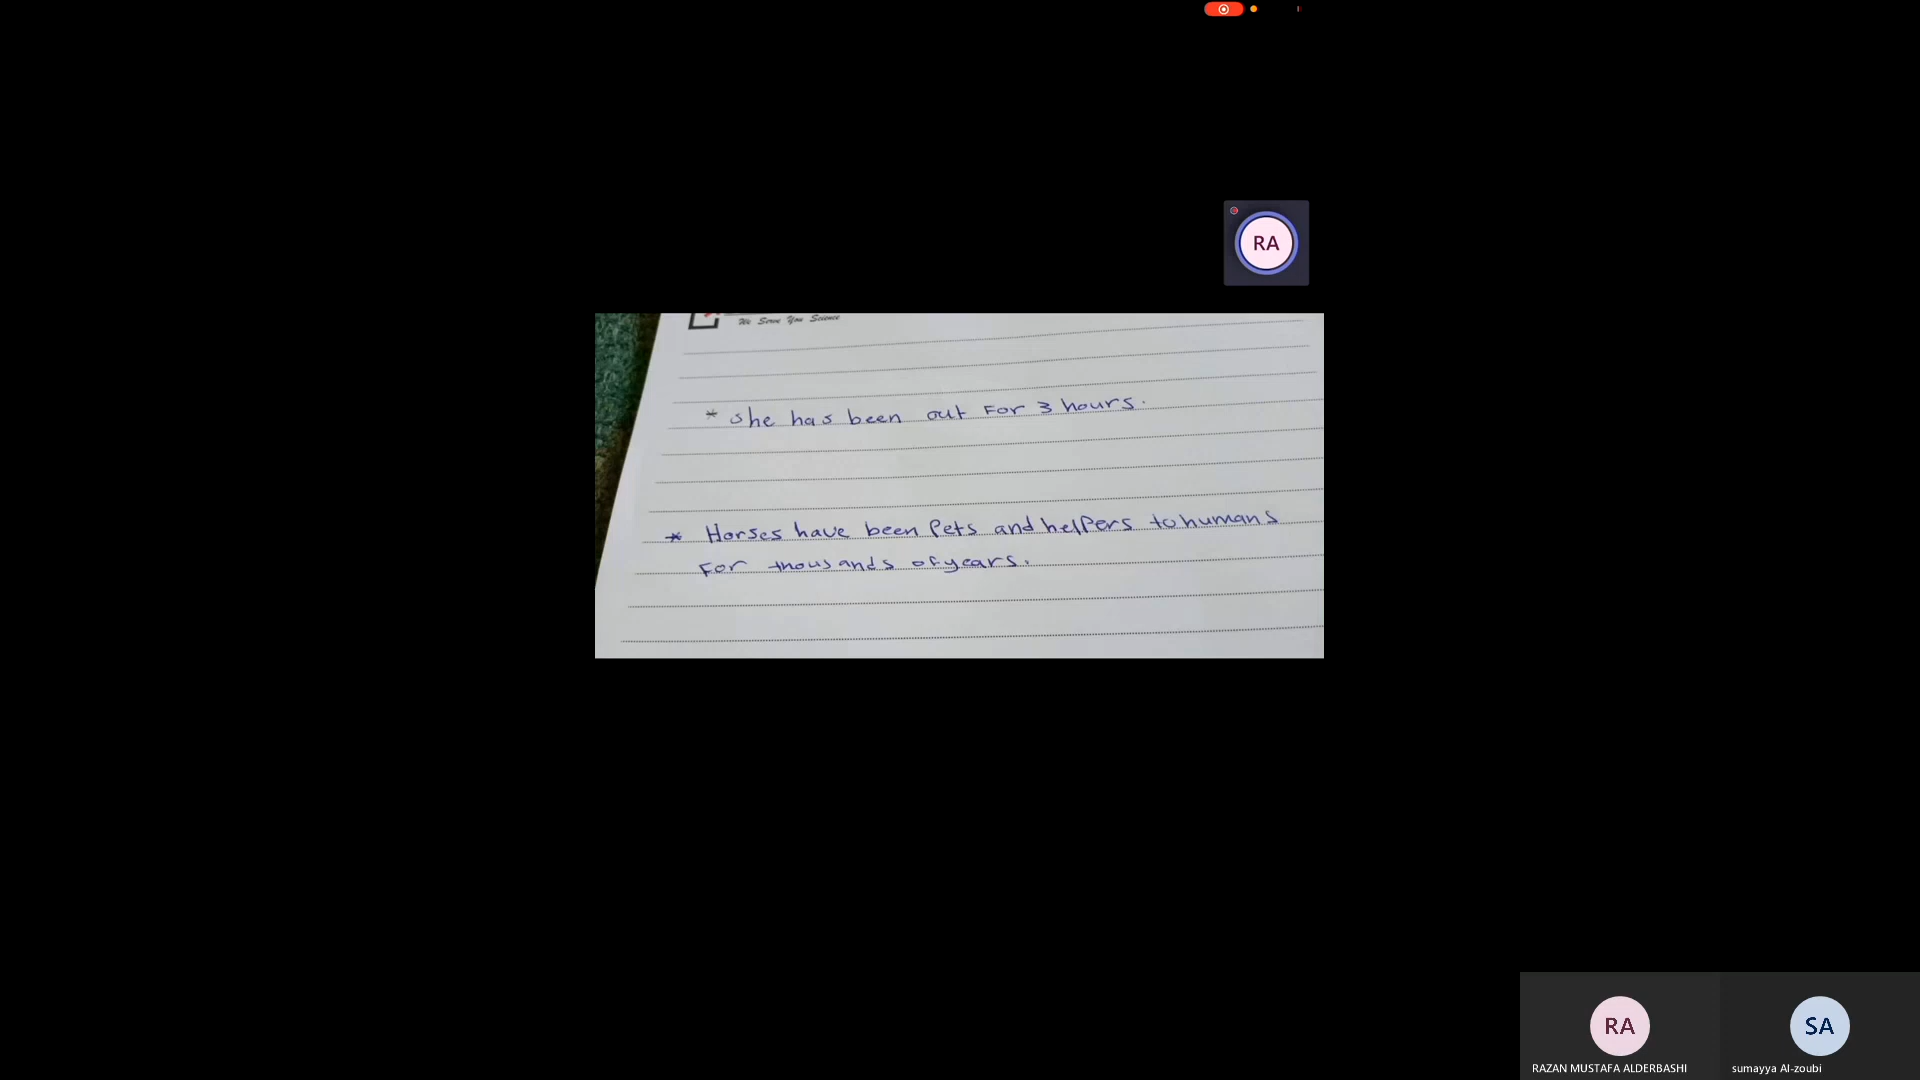 RA
We Serve You Science
* She has been out For 3 hours.
* Horses have been Pets and helpers to humans
For thousands of years.
RA
SA
RAZAN MUSTAFA ALDERBASHI
sumayya Al-zoubi